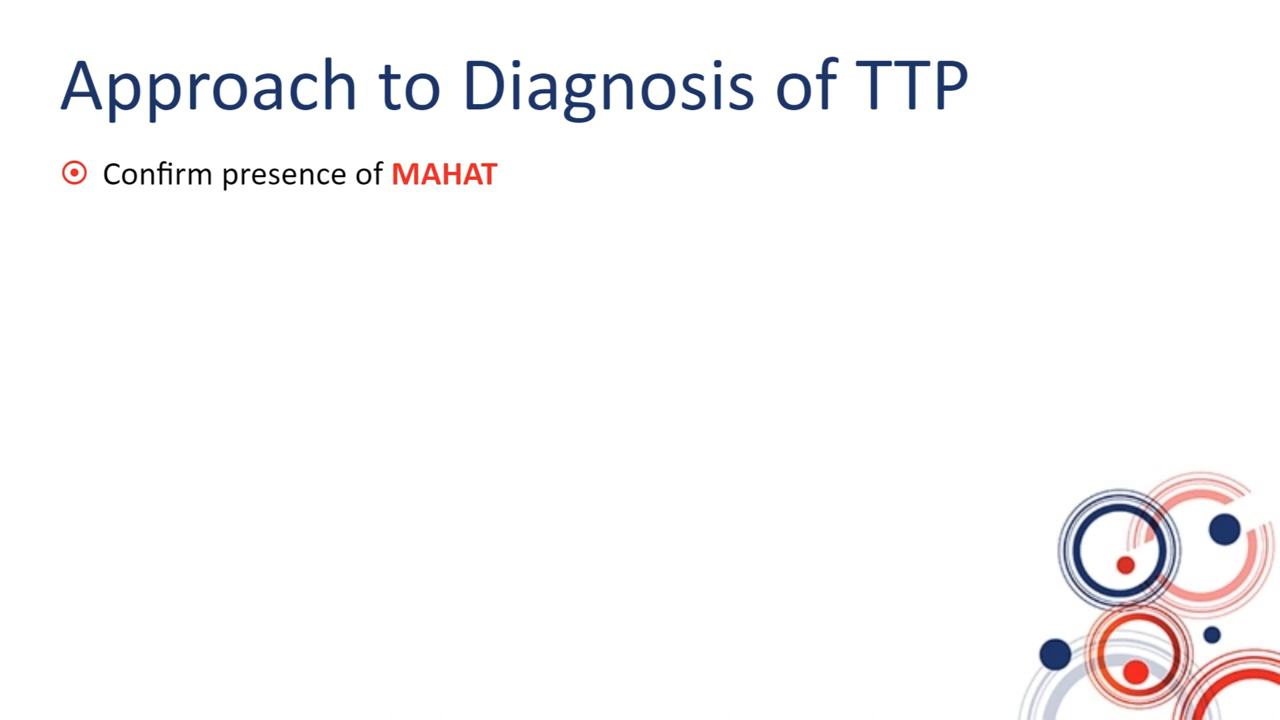 Approach to Diagnosis of TTP
Confirm presence of MAHAT